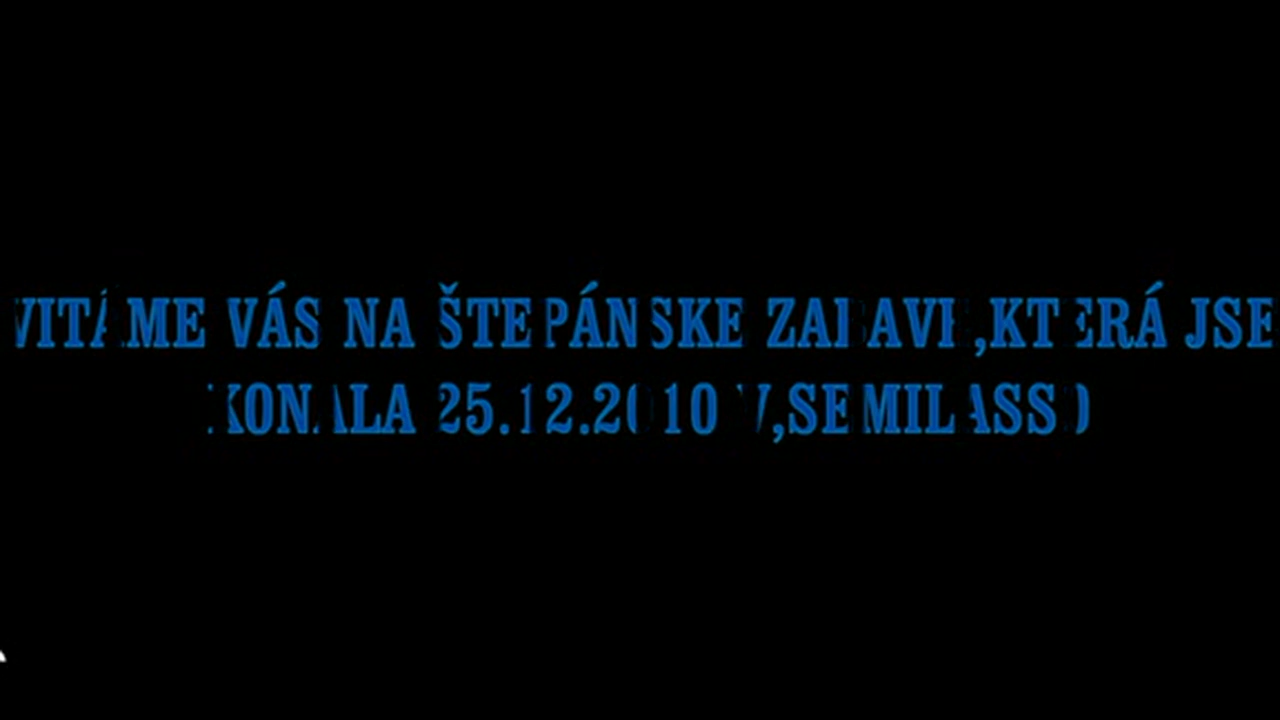 VITÁME VÁS NA ŠTEPÁNSKE ZABAVE ,KTERÁ JSE
KONALA 25.12.2010 V,SEMILASSO